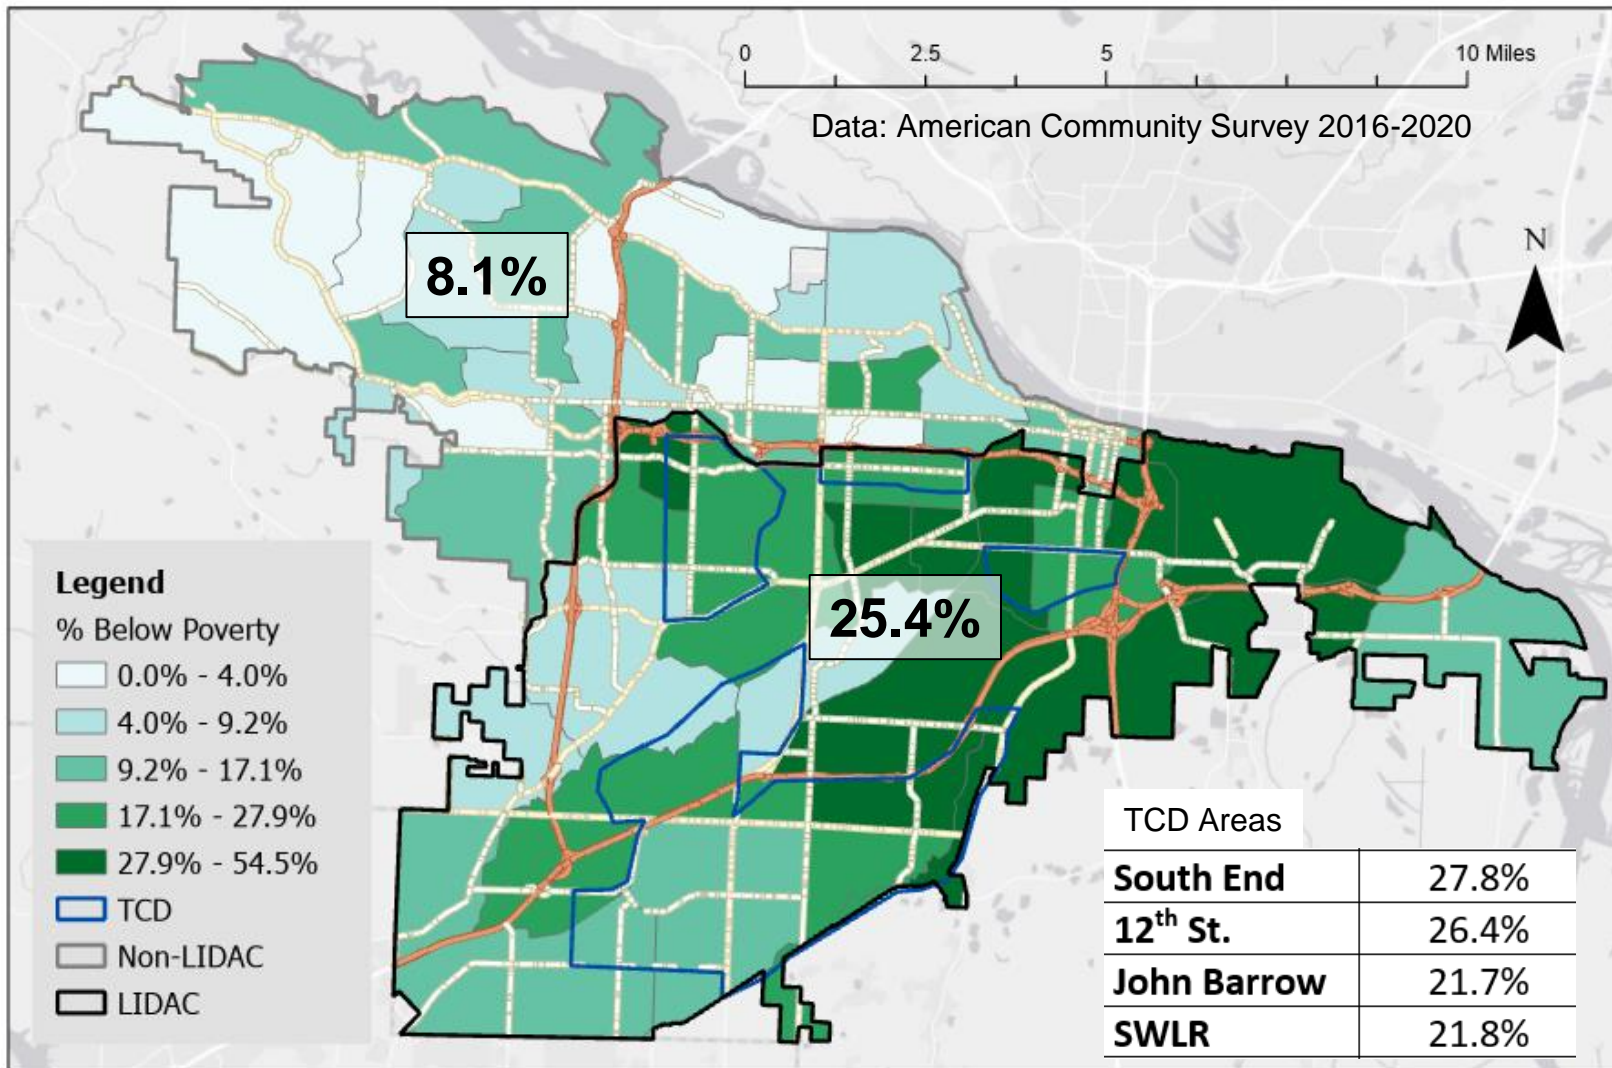 0 2.5 5 10 Miles
Data: American Community Survey 2016-2020
N
8.1%
25.4%
Legend
% Below Poverty
0.0% - 4.0%
4.0% - 9.2%
9.2% - 17.1%
17.1% - 27.9%
27.9% - 54.5%
TCD
Non-LIDAC
LIDAC
TCD Areas
South End 27.8%
12th St. 26.4%
John Barrow 21.7%
SWLR 21.8%